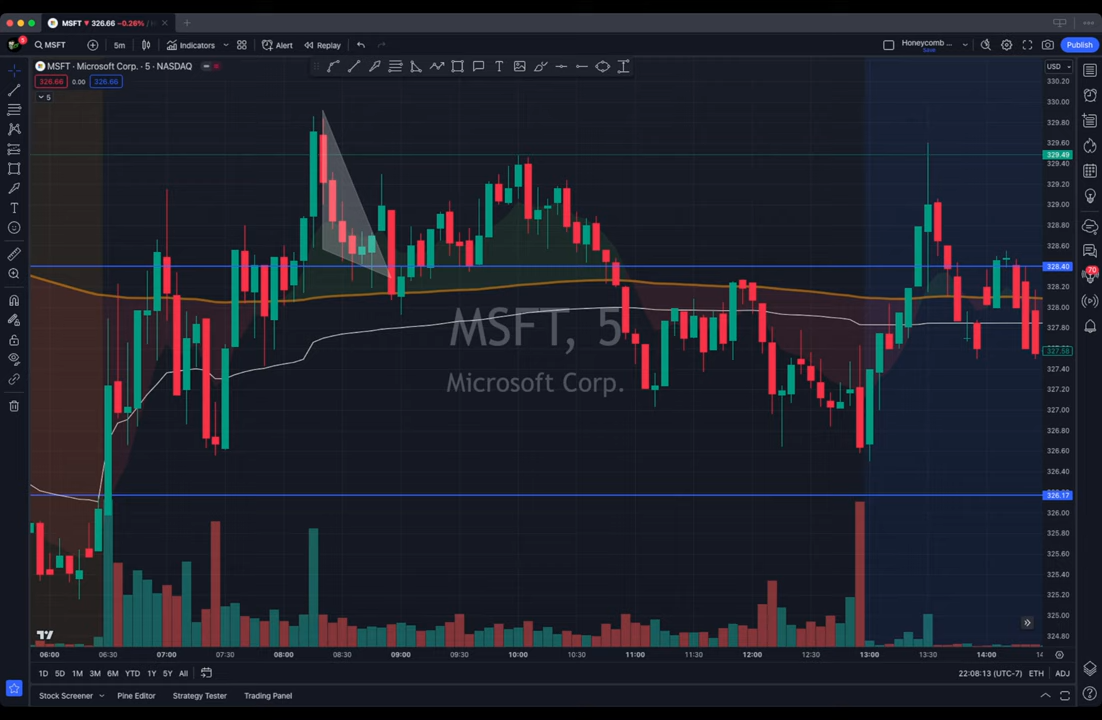 MSFT 326.66 −0.26% /
5
MSFT
5m
Indicators
Alert
Replay
Honeycomb ...
Save
Publish
MSFT · Microsoft Corp. · 5 · NASDAQ
USD
326.66 0.00 326.66
5
330.20
330.00
329.80
329.60
329.49
329.40
329.20
329.00
328.80
328.60
328.40
328.20
328.00
327.80
327.58
327.40
327.20
327.00
326.80
326.60
326.40
326.17
326.00
325.80
325.60
325.40
325.20
325.00
324.80
70
MSFT, 5
Microsoft Corp.
06:00 06:30 07:00 07:30 08:00 08:30 09:00 09:30 10:00 10:30 11:00 11:30 12:00 12:30 13:00 13:30 14:00 14
1D 5D 1M 3M 6M YTD 1Y 5Y All
22:08:13 (UTC-7) ETH ADJ
Stock Screener Pine Editor Strategy Tester Trading Panel